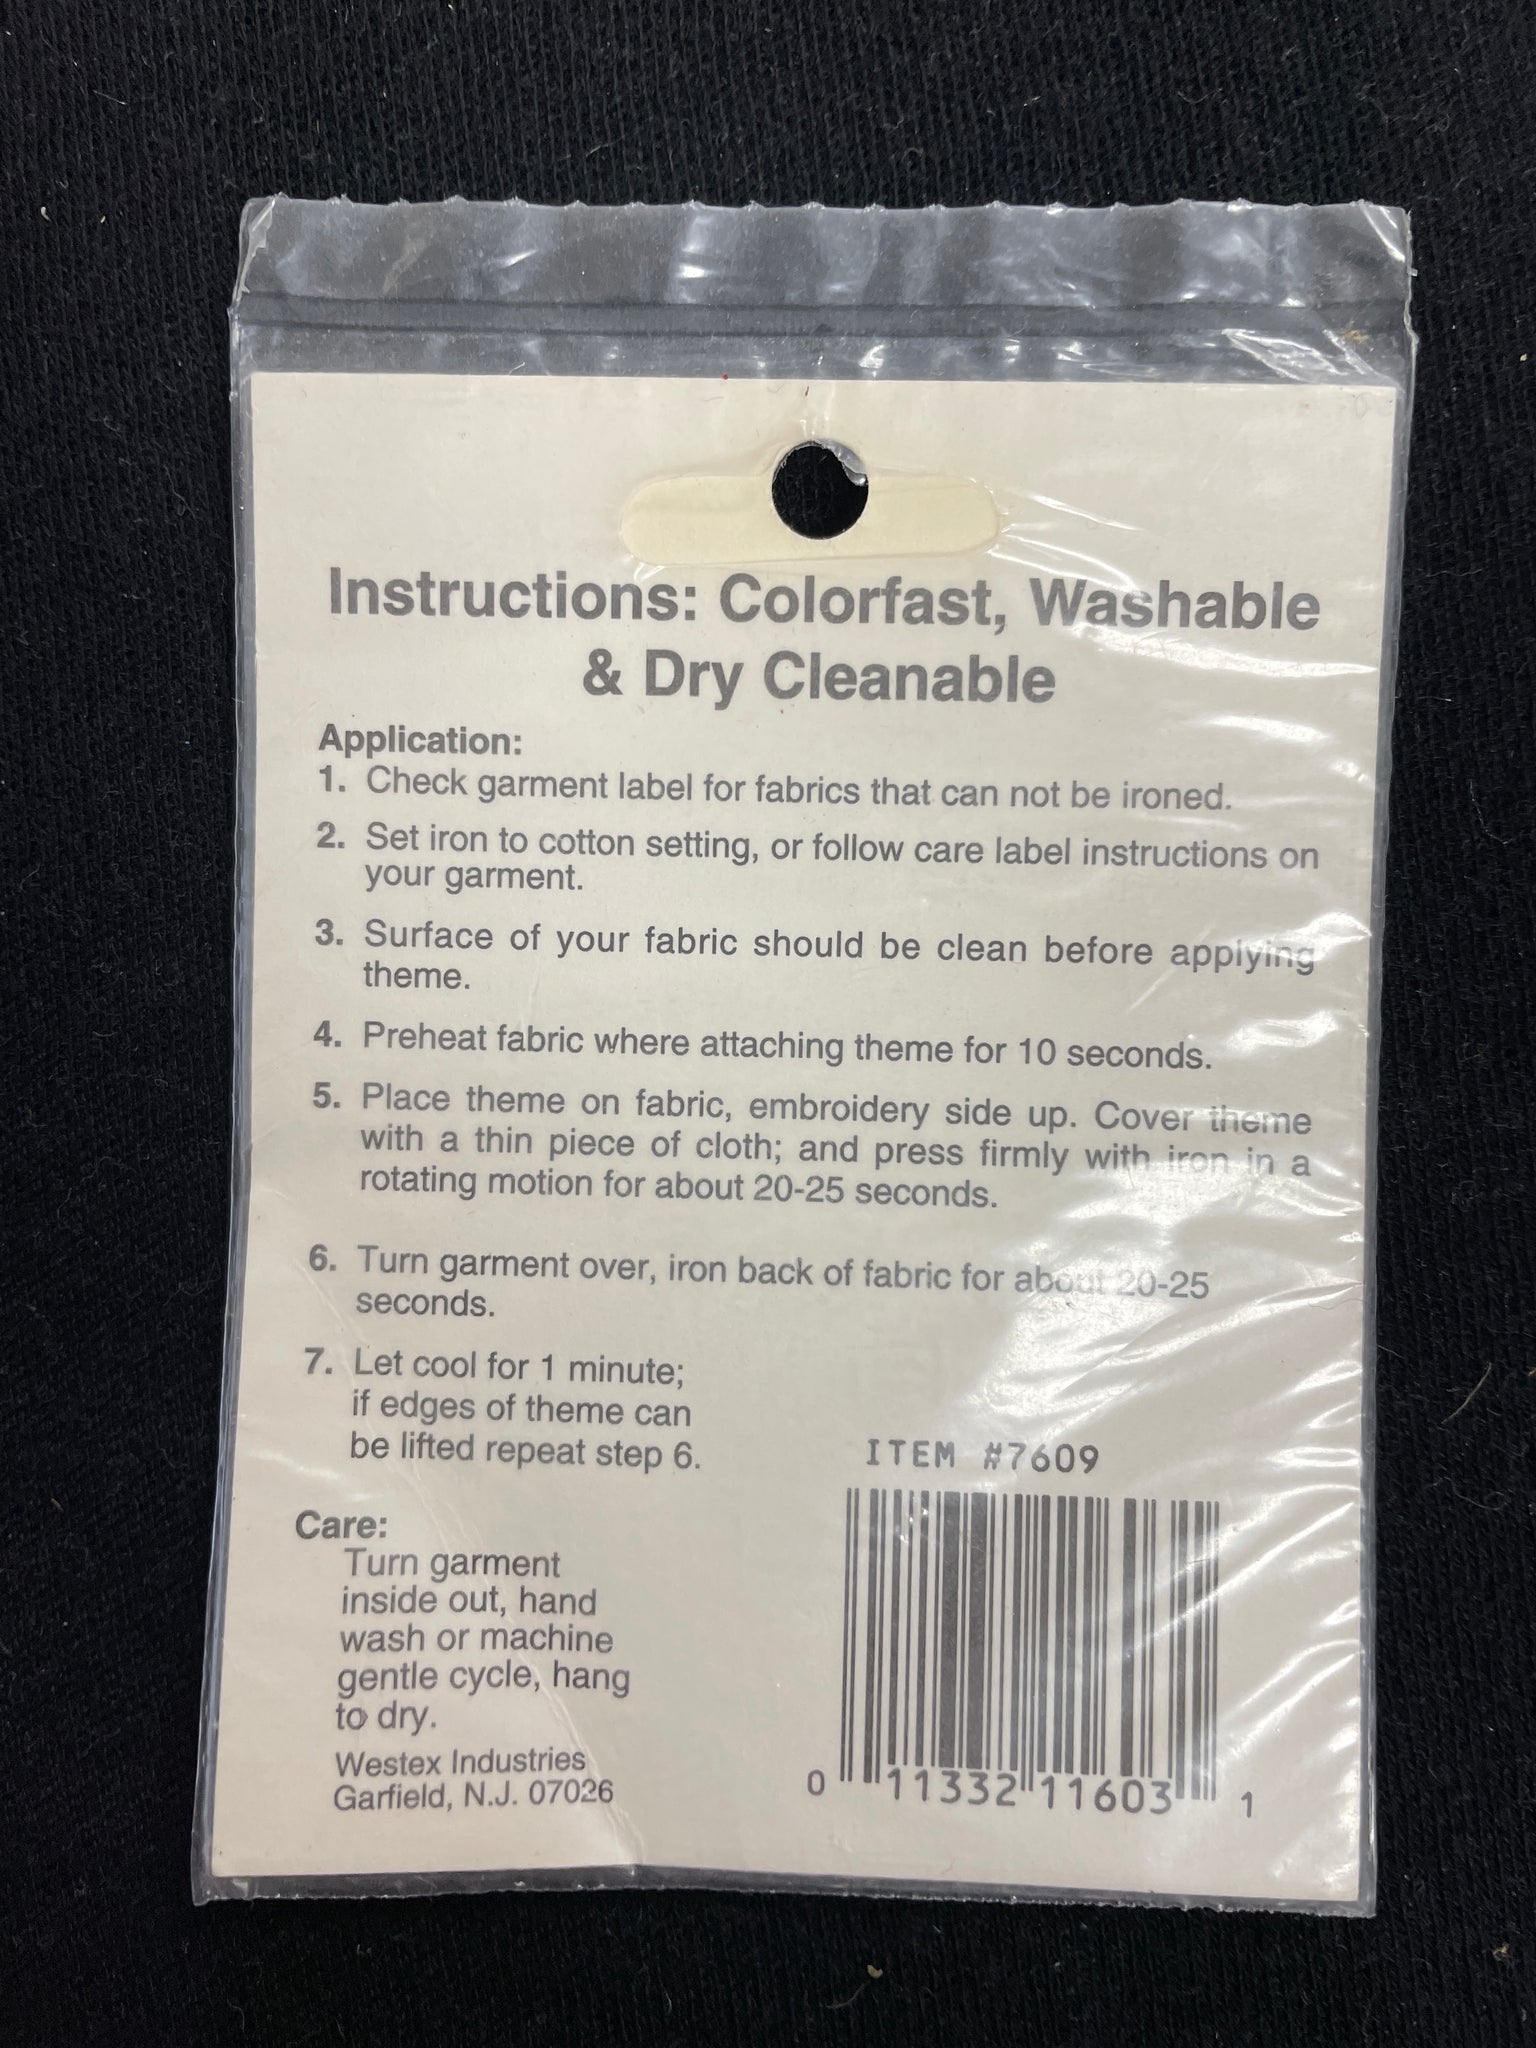 Instructions: Colorfast, Washable
& Dry Cleanable
Application:
1. Check garment label for fabrics that can not be ironed.
2. Set iron to cotton setting, or follow care label instructions on
your garment.
3. Surface of your fabric should be clean before applying
theme.
4. Preheat fabric where attaching theme for 10 seconds.
5. Place theme on fabric, embroidery side up. Cover theme
with a thin piece of cloth; and press firmly with iron in a
rotating motion for about 20-25 seconds.
6. Turn garment over, iron back of fabric for about 20-25
seconds.
7. Let cool for 1 minute;
if edges of theme can
be lifted repeat step 6.
Care:
Turn garment
inside out, hand
wash or machine
gentle cycle, hang
to dry.
Westex Industries
Garfield, N.J. 07026
ITEM #7609
0 11332 11603 1